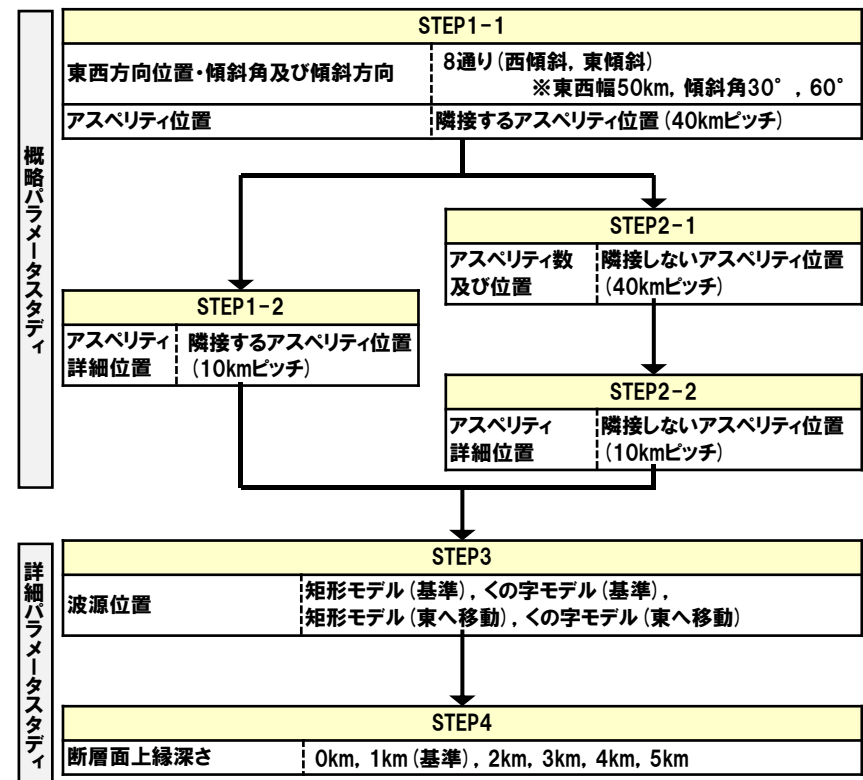 概略パラメータスタディ
STEP1-1
東西方向位置・傾斜角及び傾斜方向
8通り(西傾斜, 東傾斜)
※東西幅50km, 傾斜角30°, 60°
アスペリティ位置
隣接するアスペリティ位置(40kmピッチ)
STEP1-2
アスペリティ
詳細位置
隣接するアスペリティ位置
(10kmピッチ)
STEP2-1
アスペリティ数
及び位置
隣接しないアスペリティ位置
(40kmピッチ)
STEP2-2
アスペリティ
詳細位置
隣接しないアスペリティ位置
(10kmピッチ)
詳細パラメータスタディ
STEP3
波源位置
矩形モデル(基準), くの字モデル(基準),
矩形モデル(東へ移動), くの字モデル(東へ移動)
STEP4
断層面上縁深さ
0km, 1km(基準), 2km, 3km, 4km, 5km